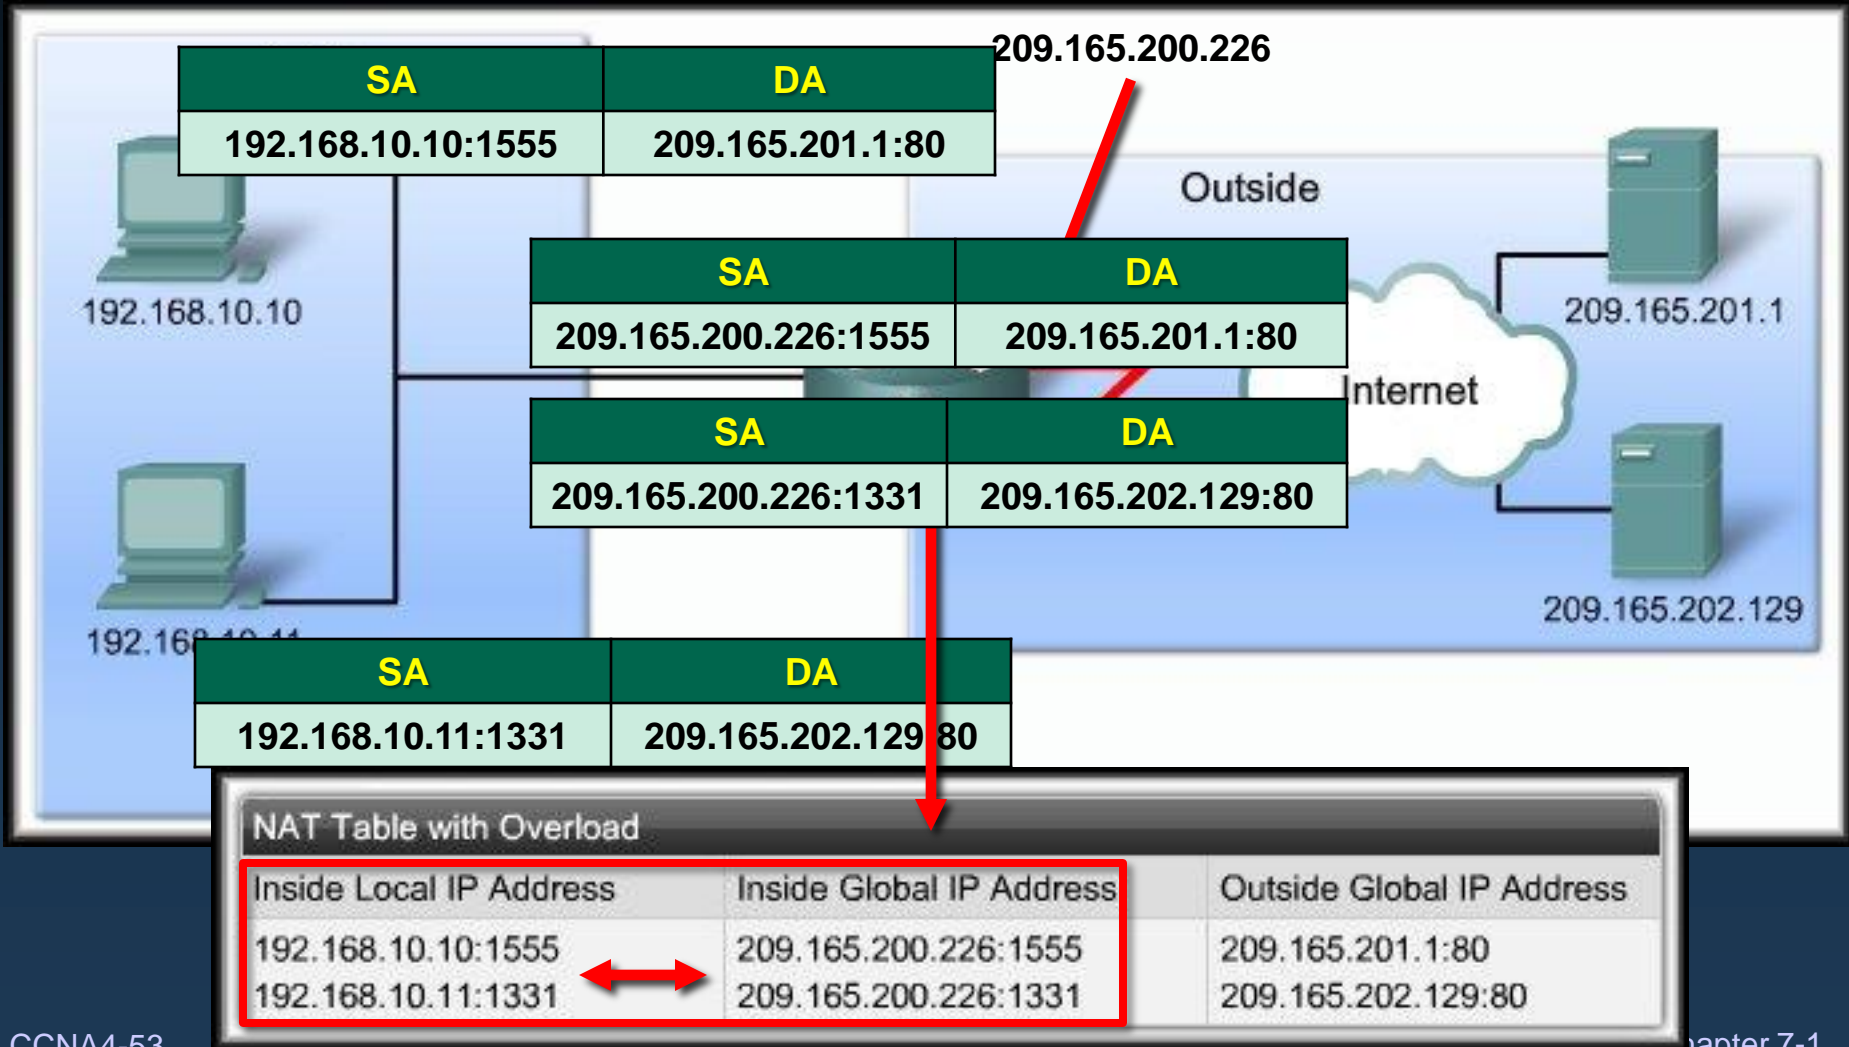 209.165.200.226
SA DA
192.168.10.10:1555 209.165.201.1:80
Outside
SA DA
192.168.10.10
209.165.200.226:1555 209.165.201.1:80
209.165.201.1
Internet
SA DA
209.165.200.226:1331 209.165.202.129:80
209.165.202.129
SA DA
192.168.10.11:1331 209.165.202.129 80
NAT Table with Overload
Inside Local IP Address Inside Global IP Address Outside Global IP Address
192.168.10.10:1555 209.165.200.226:1555 209.165.201.1:80
192.168.10.11:1331 209.165.200.226:1331 209.165.202.129:80
CCNA4-53 hapter 7-1